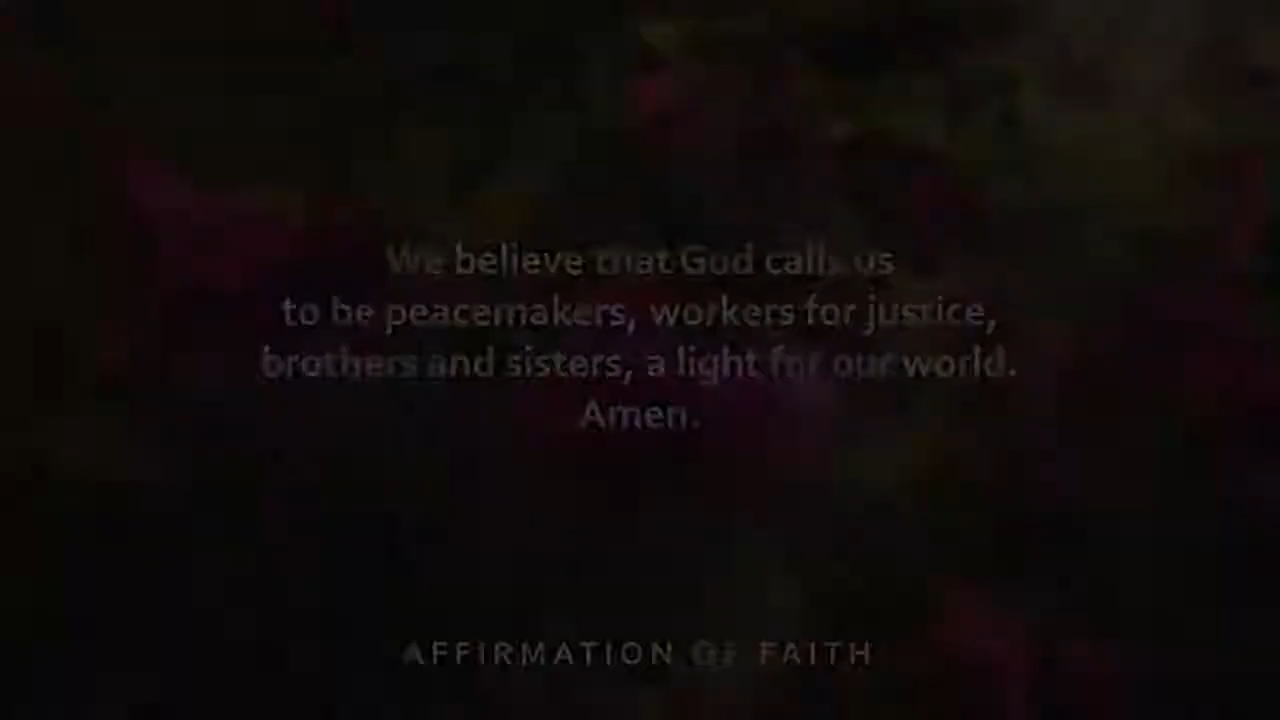 We believe that God calls us
to be peacemakers, workers for justice,
brothers and sisters, a light for our world.
Amen.
AFFIRMATION OF FAITH